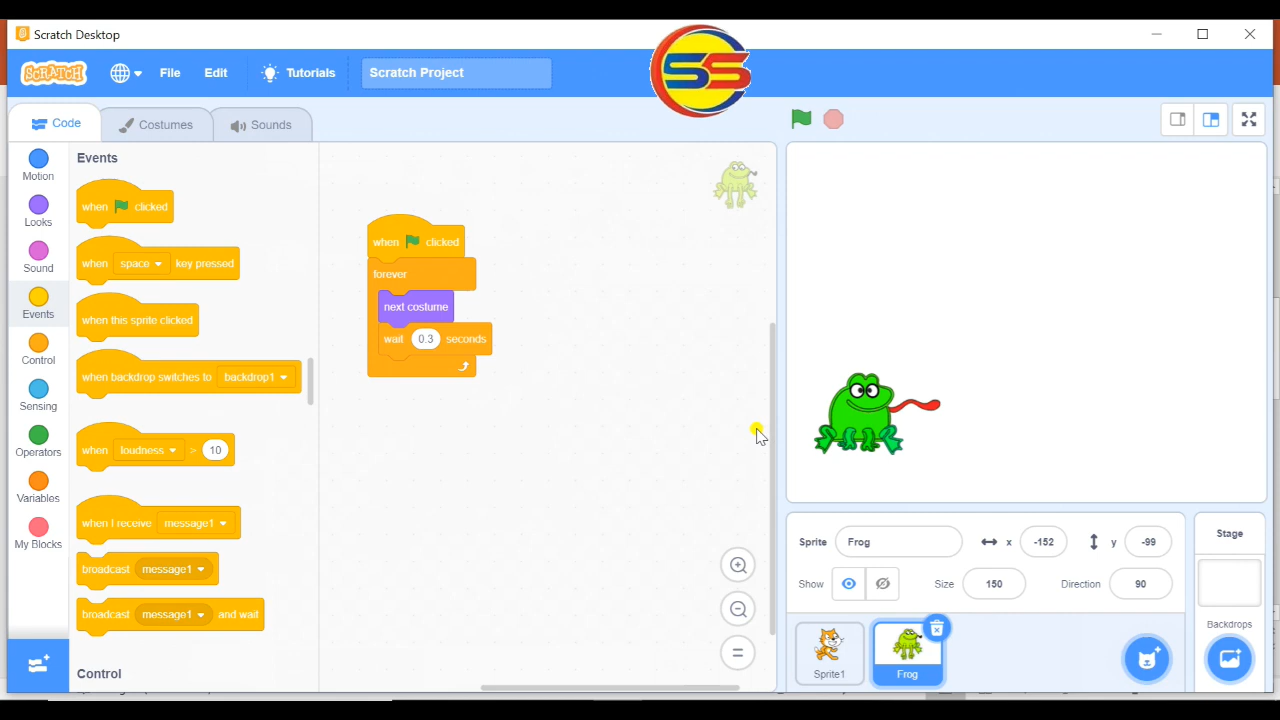 Scratch Desktop
SCRATCH
File
Edit
Tutorials
Scratch Project
SS
Code
Costumes
Sounds
Motion
Looks
Sound
Events
Control
Sensing
Operators
Variables
My Blocks
Events
when clicked
when space key pressed
when this sprite clicked
when backdrop switches to backdrop1
when loudness > 10
when I receive message1
broadcast message1
broadcast message1 and wait
Control
when clicked
forever
next costume
wait 0.3 seconds
Sprite Frog x -152 y -99
Show Size 150 Direction 90
Sprite1
Frog
Stage
Backdrops